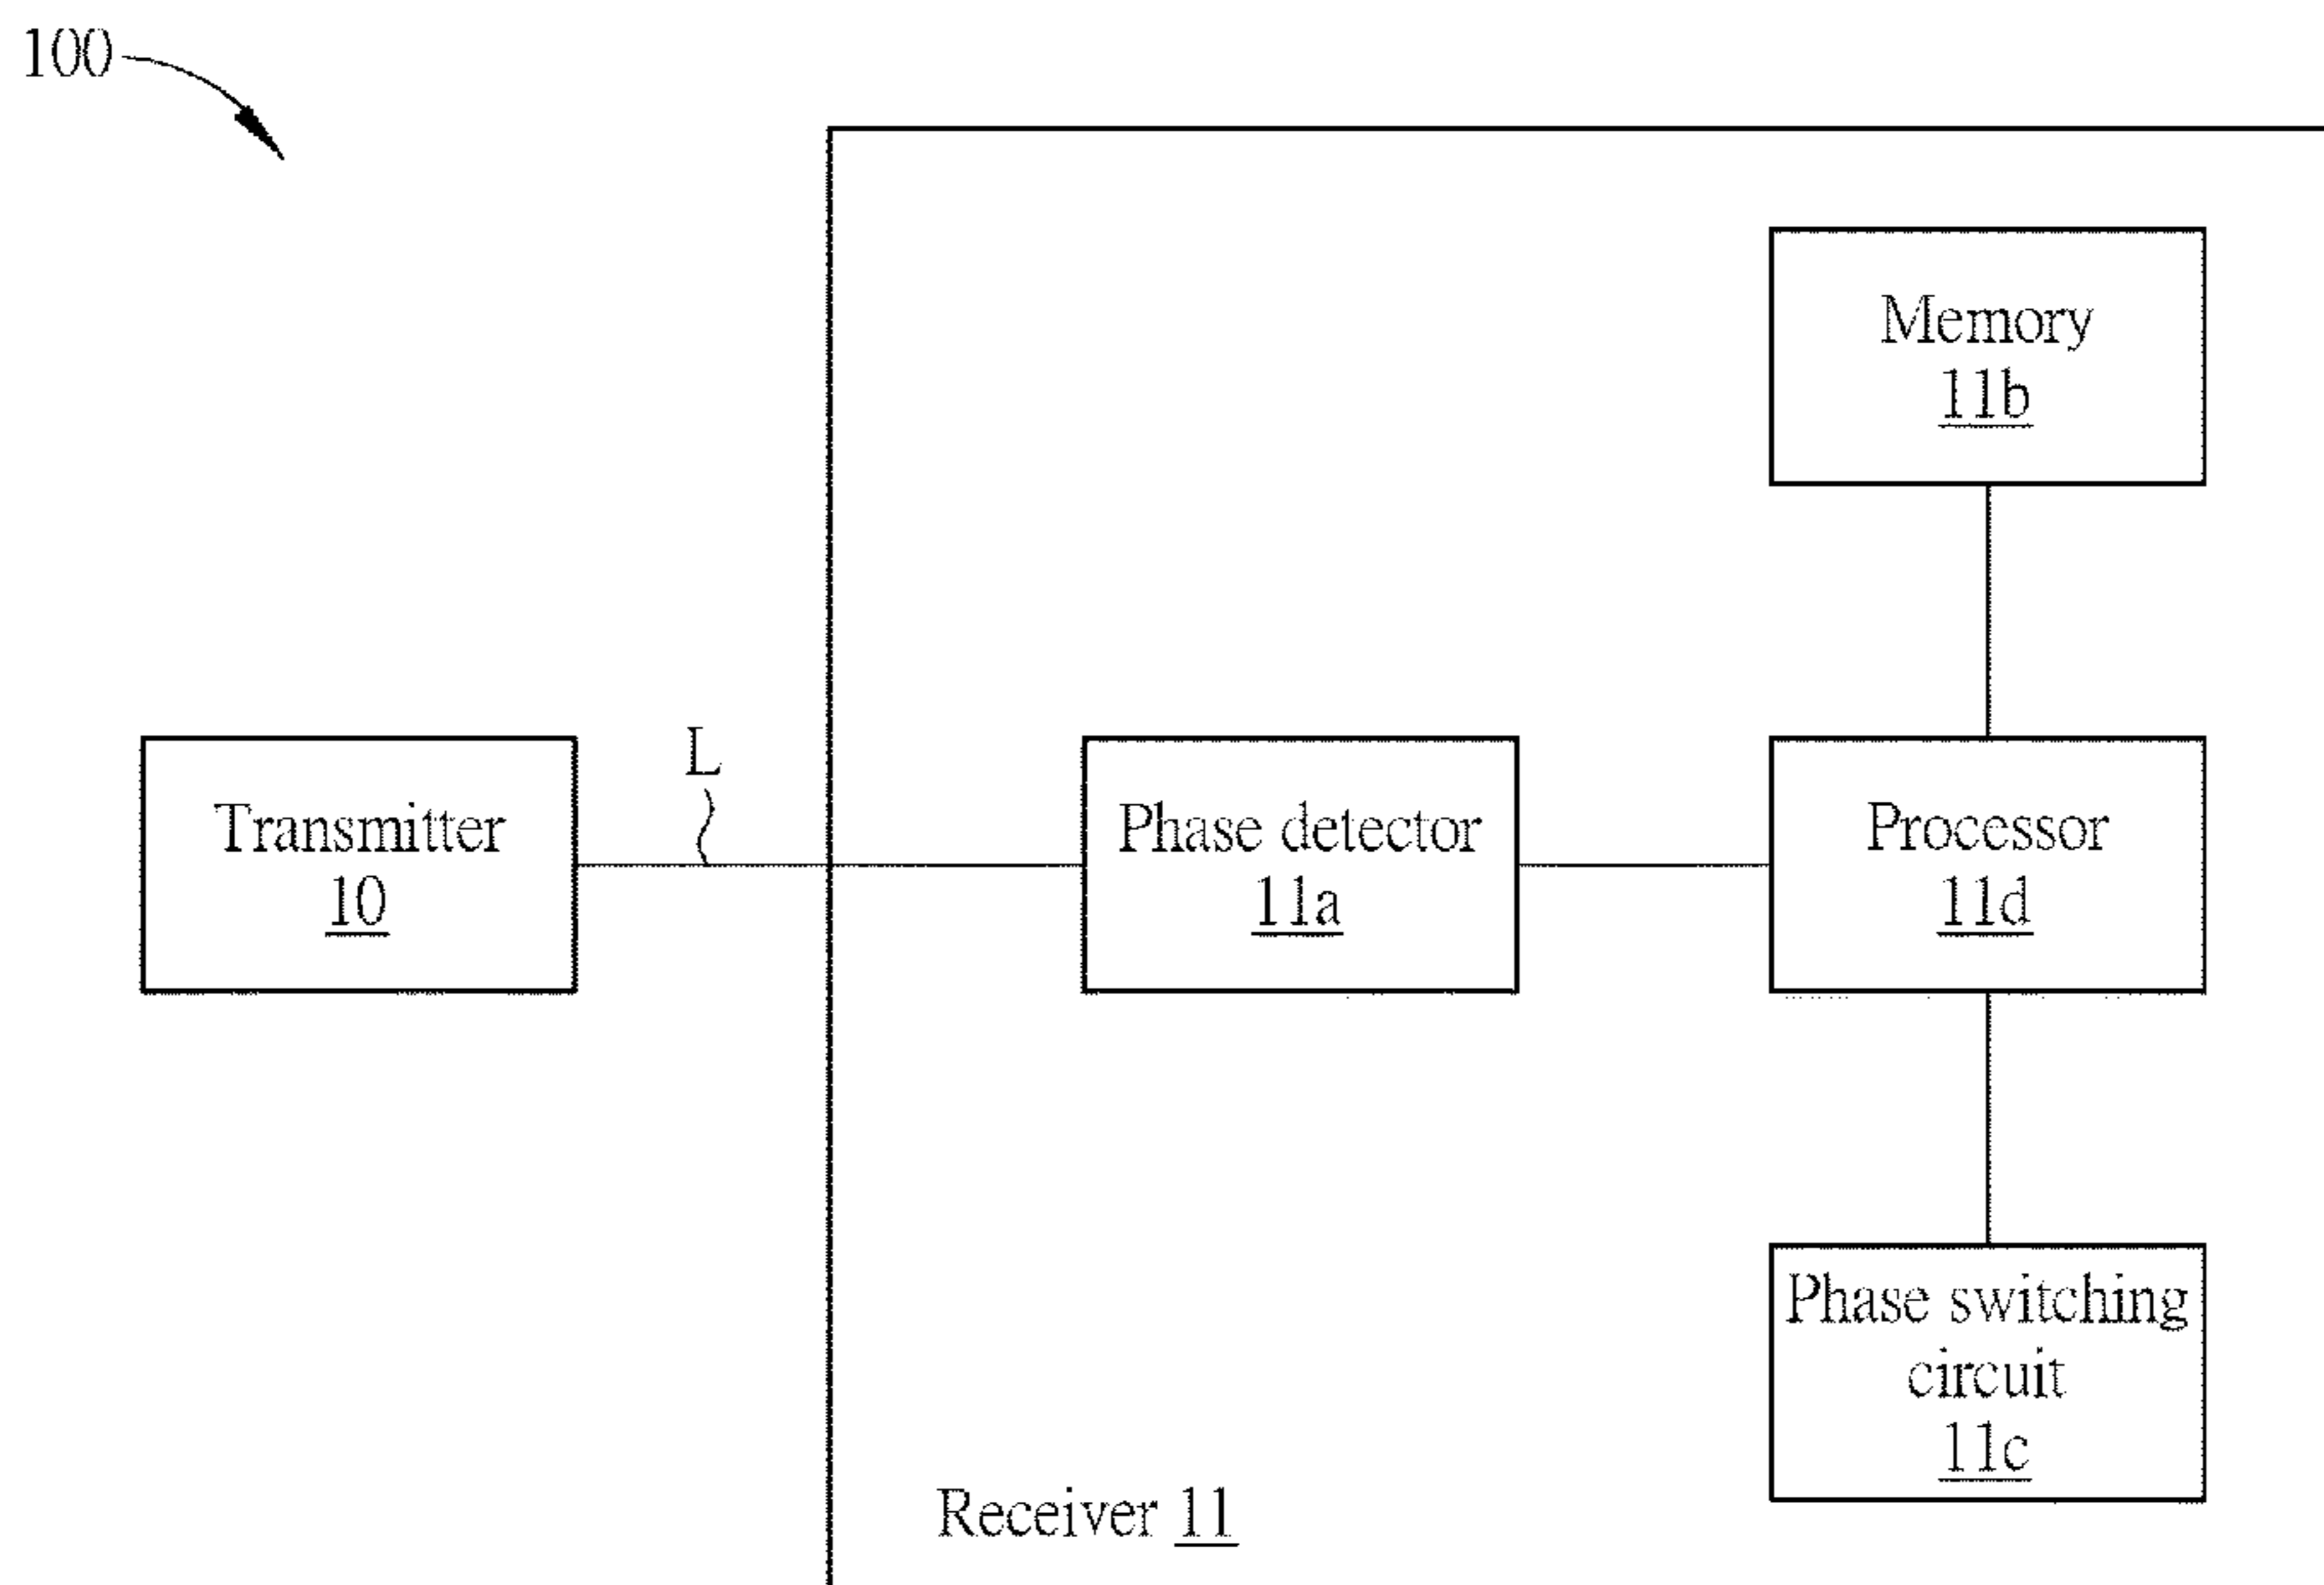 100
Memory
11b
L
Transmitter
10
Phase detector
11a
Processor
11d
Phase switching
circuit
11c
Receiver 11